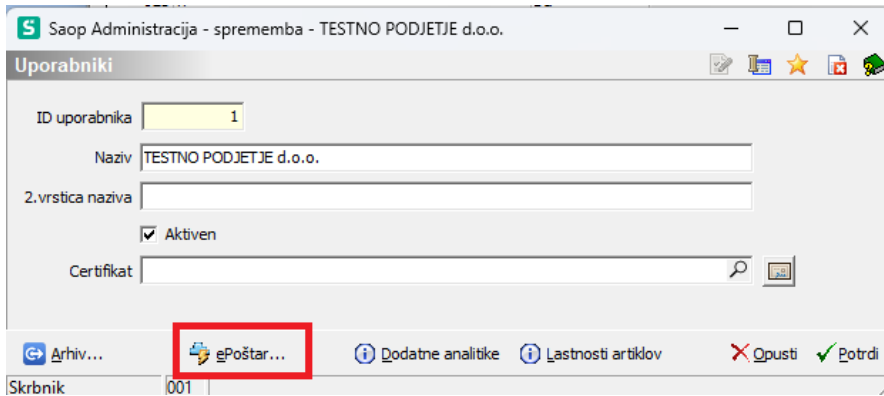 Saop Administracija - sprememba - TESTNO PODJETJE d.o.o.
Uporabniki
ID uporabnika 1
Naziv TESTNO PODJETJE d.o.o.
2.vrstica naziva
Aktiven
Certifikat
Arhiv... ePoštar... Dodatne analitike Lastnosti artiklov Opusti Potrdi
Skrbnik 001